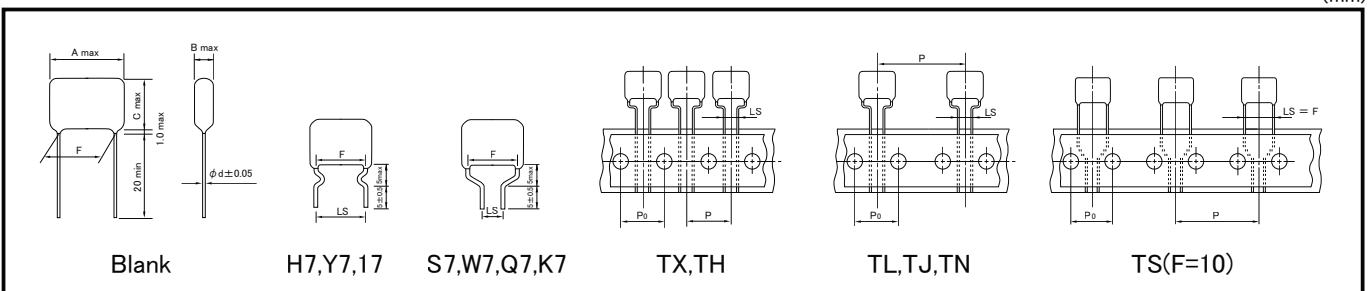 (mm)
A max
B max
C max
1.0 max
F
20 min
φd±0.05
Blank
F
5max
5±0.5
LS
H7,Y7,17
F
5max
5±0.5
LS
S7,W7,Q7,K7
LS
P0
P
TX,TH
P
LS
P0
TL,TJ,TN
LS = F
P0
P
TS(F=10)